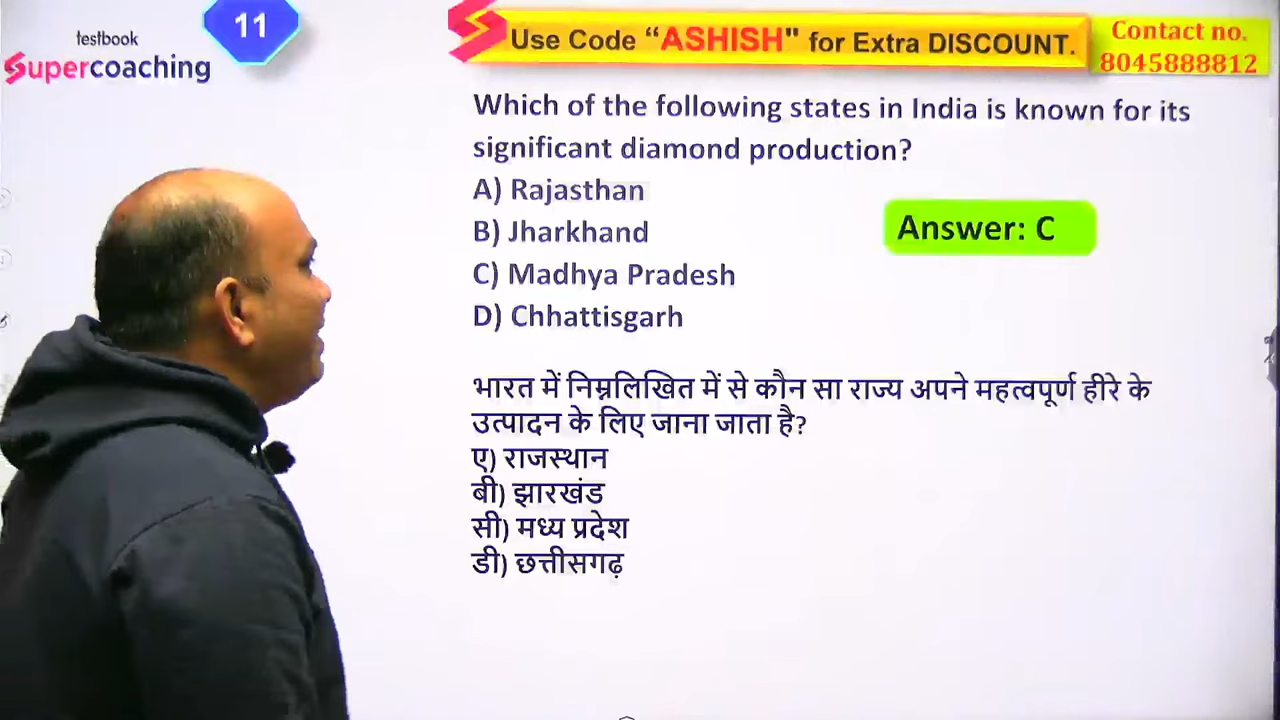 testbook
Supercoaching
11
Use Code “ASHISH" for Extra DISCOUNT.
Contact no.
8045888812
Which of the following states in India is known for its
significant diamond production?
A) Rajasthan
B) Jharkhand
C) Madhya Pradesh
D) Chhattisgarh
Answer: C
भारत में निम्नलिखित में से कौन सा राज्य अपने महत्वपूर्ण हीरे के
उत्पादन के लिए जाना जाता है?
ए) राजस्थान
बी) झारखंड
सी) मध्य प्रदेश
डी) छत्तीसगढ़